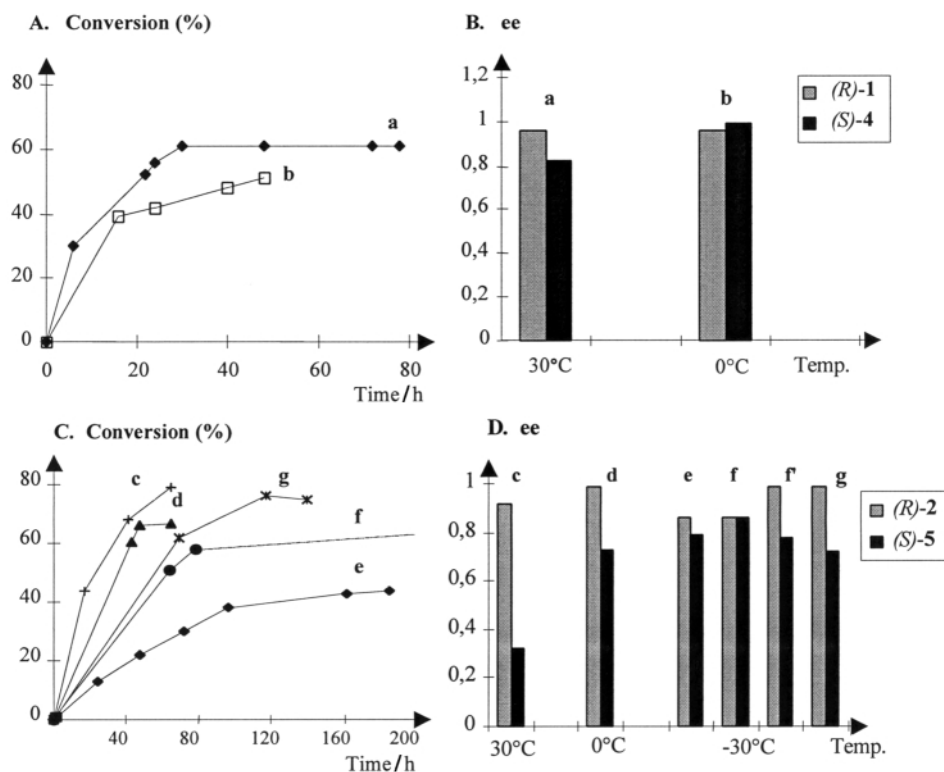 A. Conversion (%)
80
60
40
20
0
a
b
0 20 40 60 80
Time/h
B. ee
1,2
1
0,8
0,6
0,4
0,2
0
a
b
30°C 0°C Temp.
(R)-1
(S)-4
C. Conversion (%)
80
60
40
20
0
c
d
g
f
e
40 80 120 160 200
Time/h
D. ee
1
0,8
0,6
0,4
0,2
0
c d e f f' g
30°C 0°C -30°C Temp.
(R)-2
(S)-5